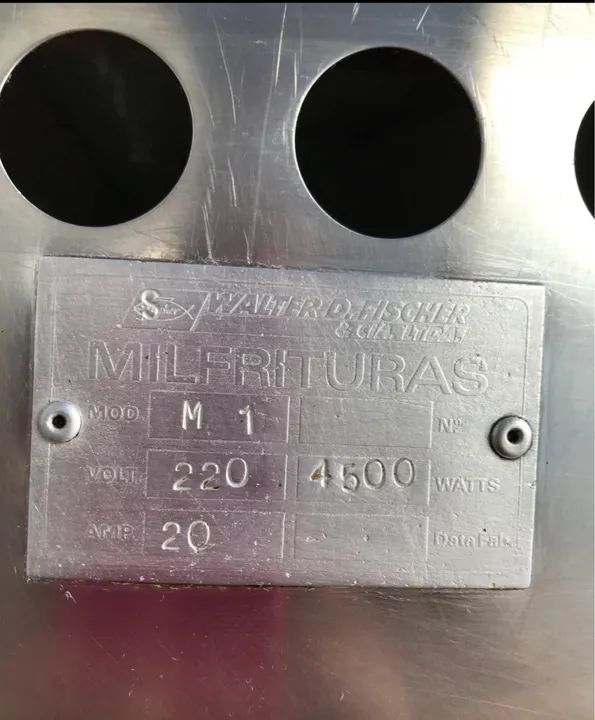 WALTER D. FISCHER
& CIA. LTDA.
MILFRITURAS
MOD. M 1 Nº
VOLT. 220 4500 WATTS
AMP. 20 Data Fab.